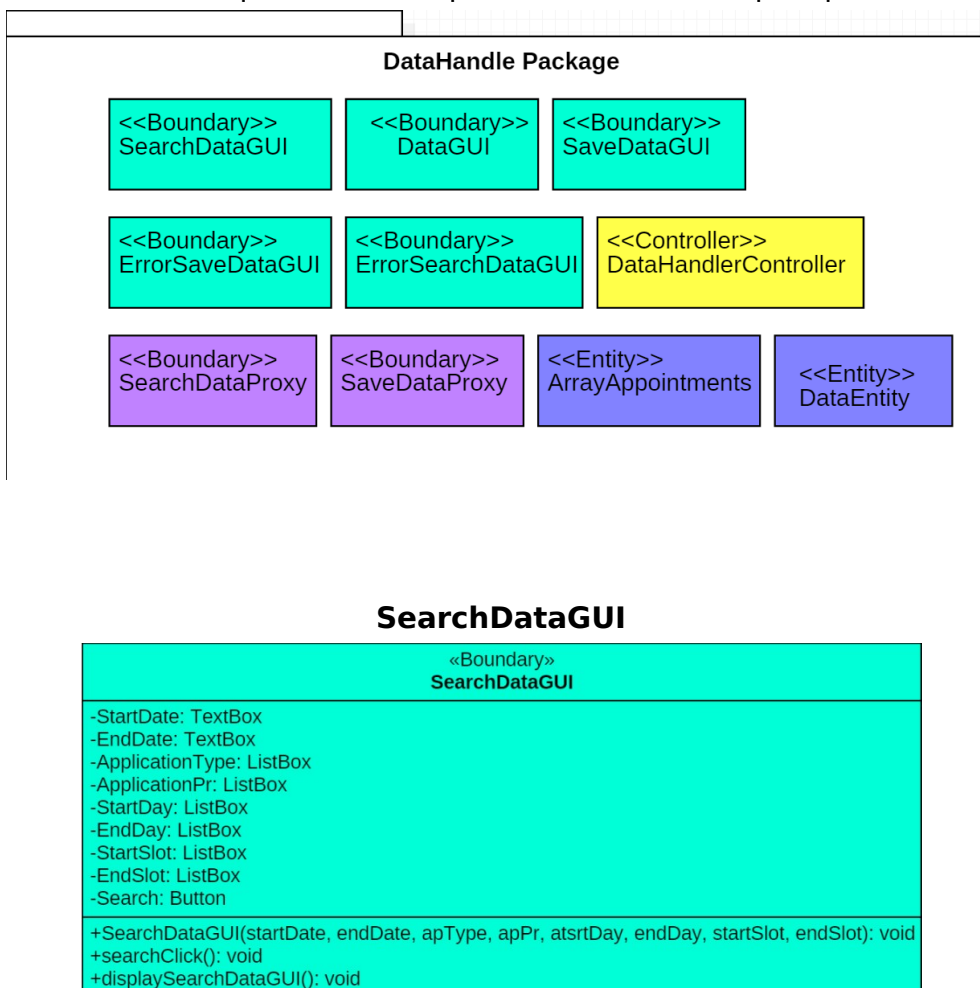 DataHandle Package
<<Boundary>>
SearchDataGUI
<<Boundary>>
DataGUI
<<Boundary>>
SaveDataGUI
<<Boundary>>
ErrorSaveDataGUI
<<Boundary>>
ErrorSearchDataGUI
<<Controller>>
DataHandlerController
<<Boundary>>
SearchDataProxy
<<Boundary>>
SaveDataProxy
<<Entity>>
ArrayAppointments
<<Entity>>
DataEntity
SearchDataGUI
«Boundary»
SearchDataGUI
-StartDate: TextBox
-EndDate: TextBox
-ApplicationType: ListBox
-ApplicationPr: ListBox
-StartDay: ListBox
-EndDay: ListBox
-StartSlot: ListBox
-EndSlot: ListBox
-Search: Button
+SearchDataGUI(startDate, endDate, apType, apPr, atsrtDay, endDay, startSlot, endSlot): void
+searchClick(): void
+displaySearchDataGUI(): void